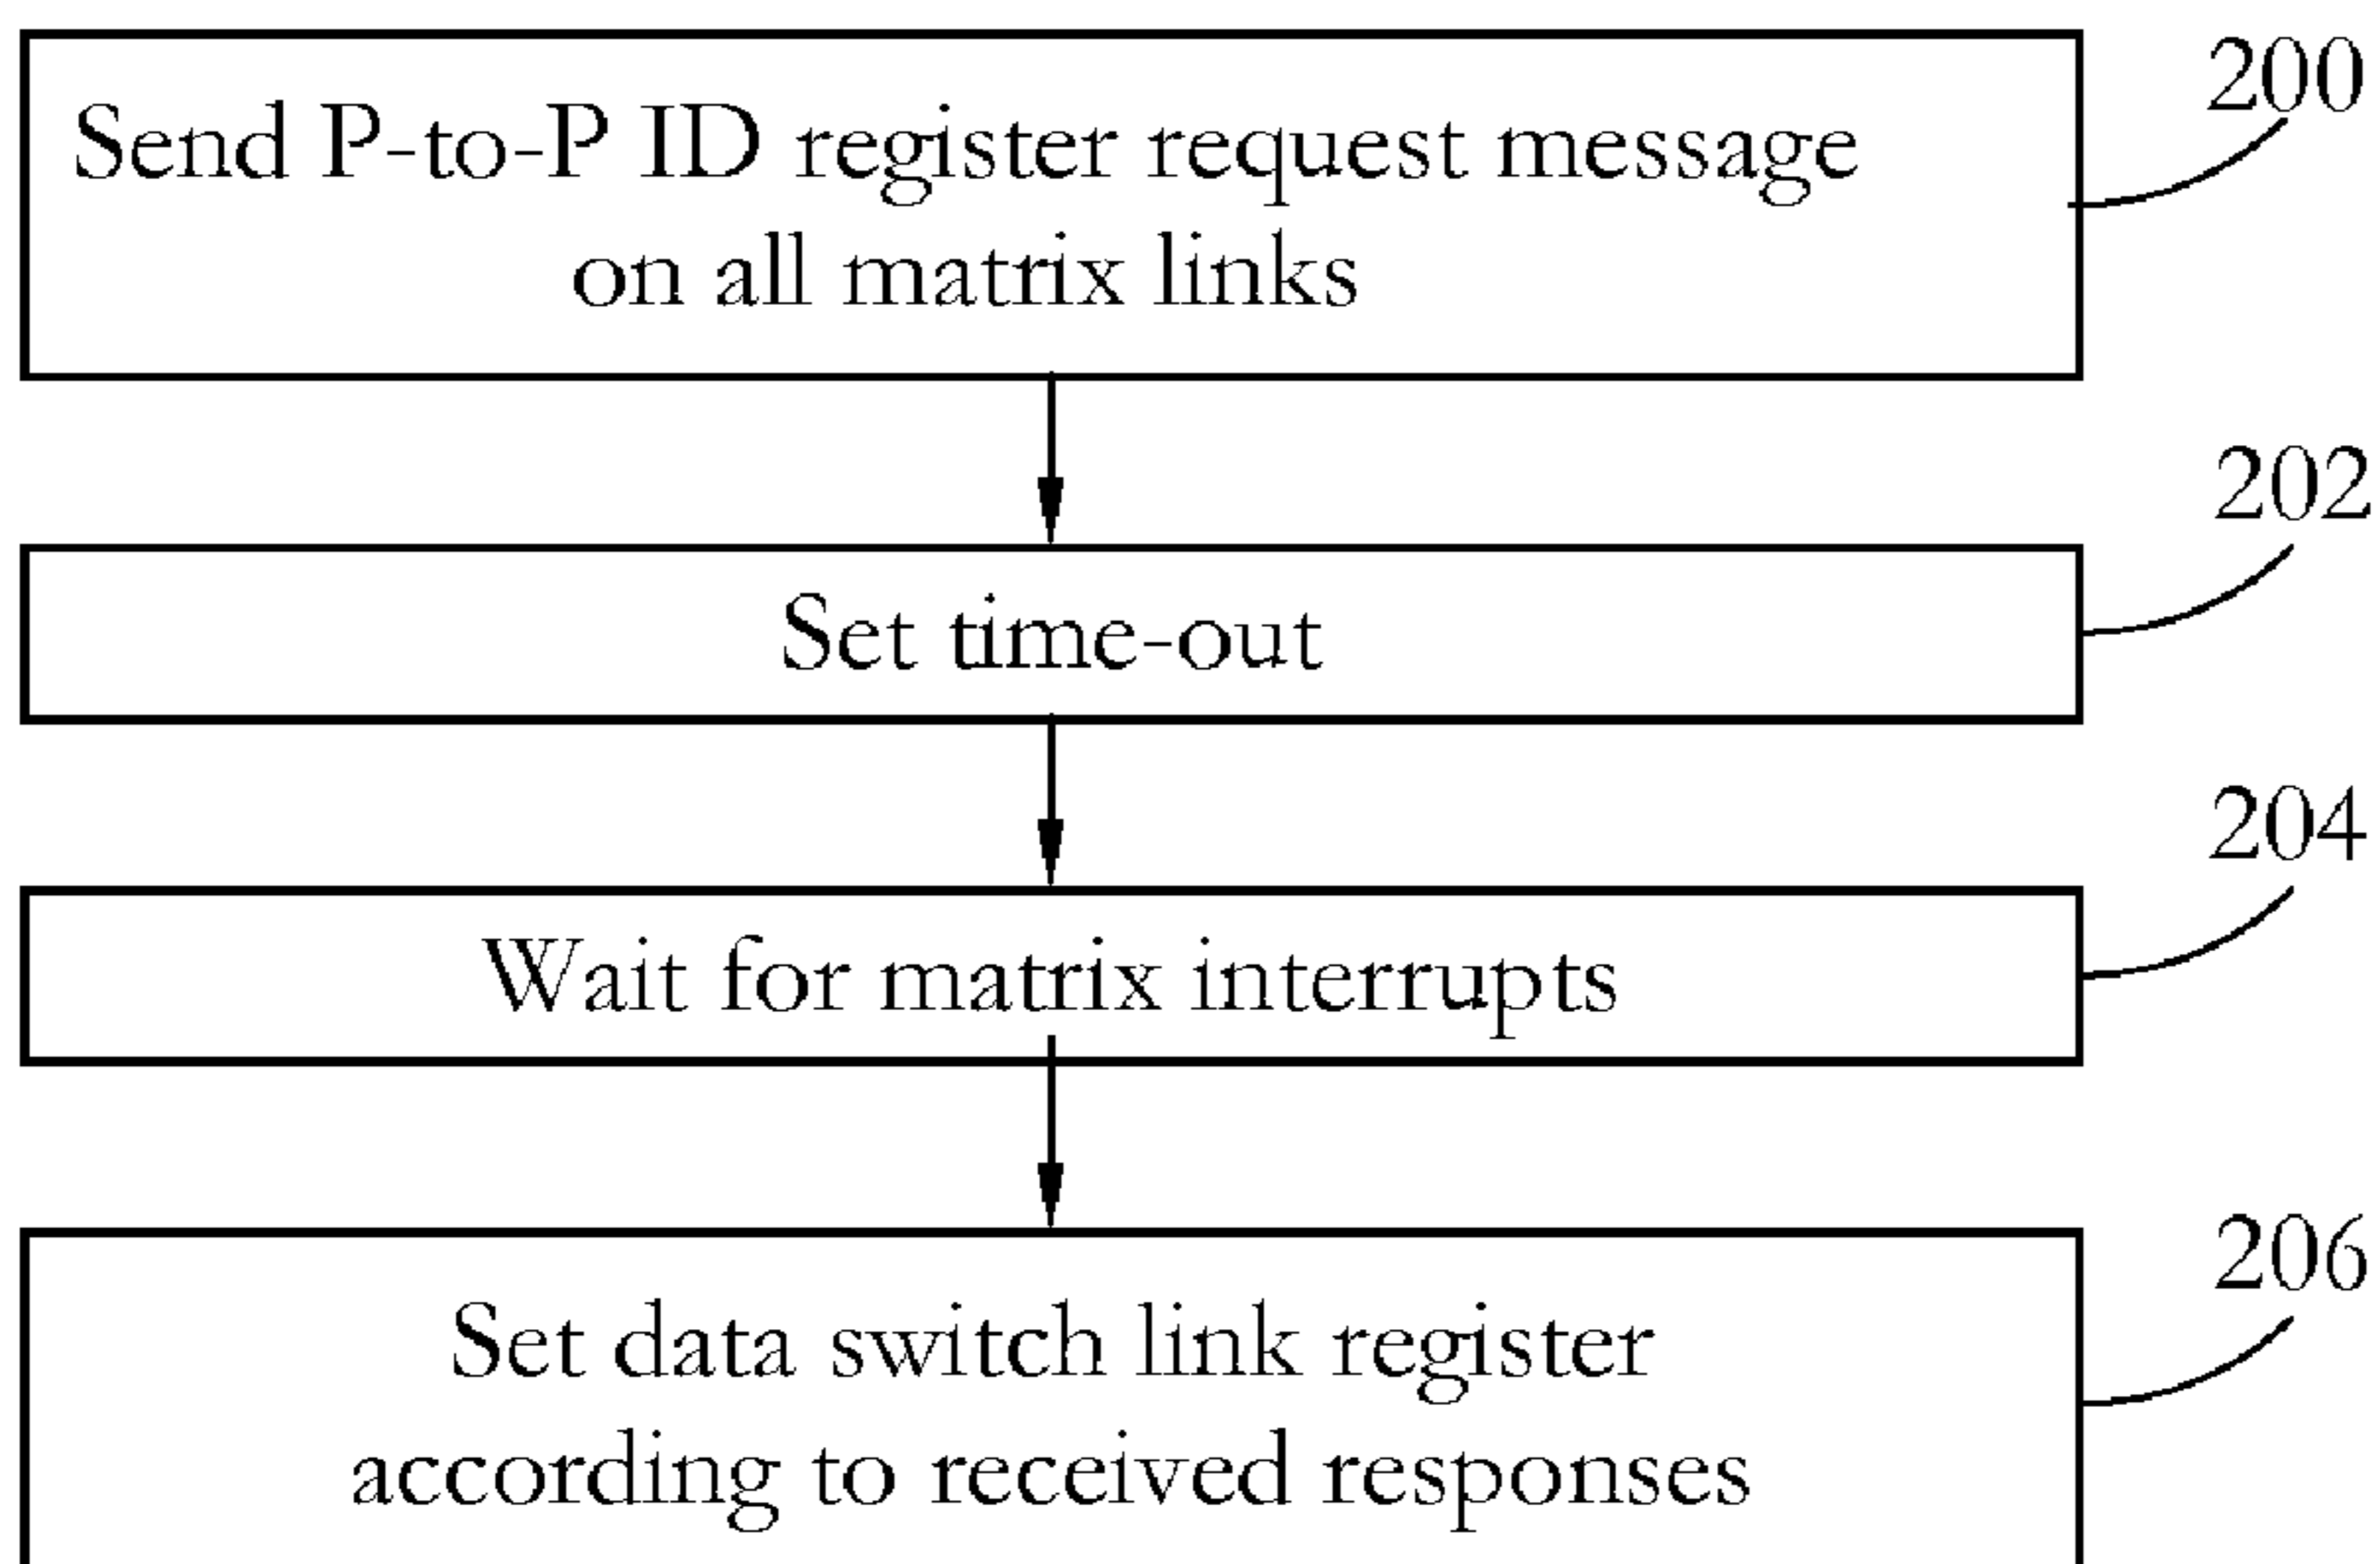 200
Send P-to-P ID register request message
on all matrix links
202
Set time-out
204
Wait for matrix interrupts
206
Set data switch link register
according to received responses